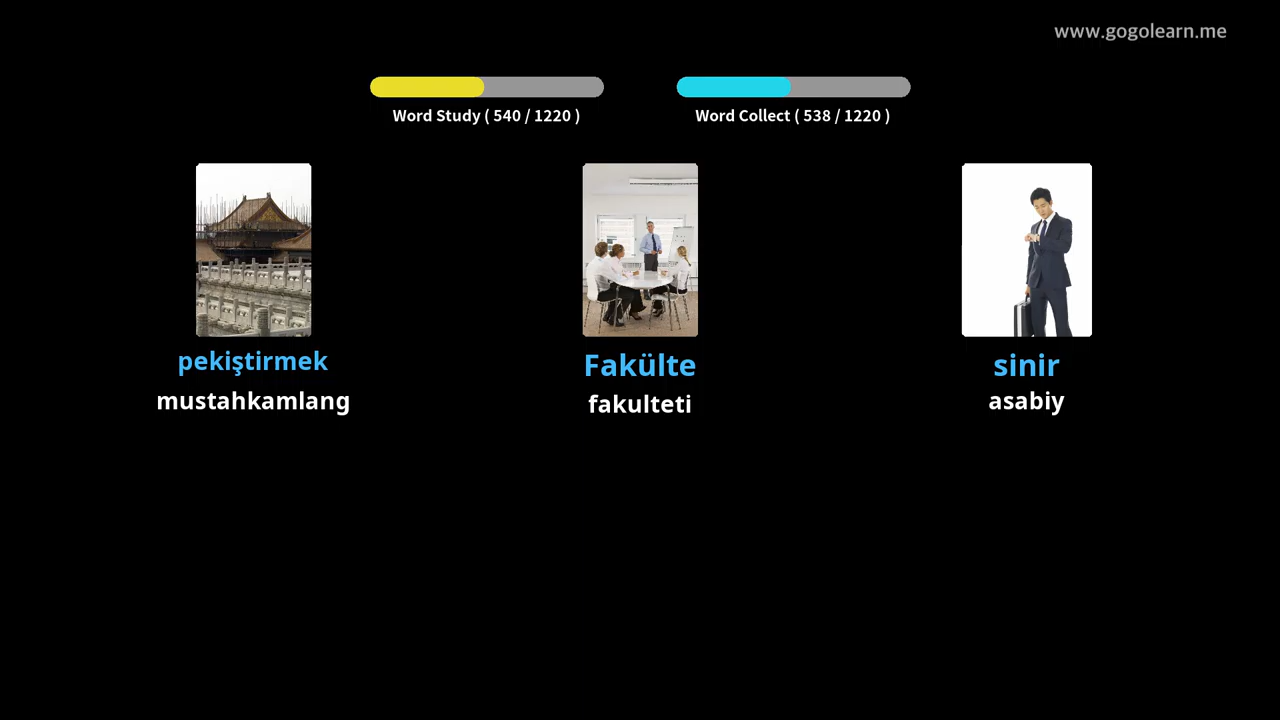 www.gogolearn.me
Word Study ( 540 / 1220 )
Word Collect ( 538 / 1220 )
pekiştirmek
mustahkamlang
Fakülte
fakulteti
sinir
asabiy